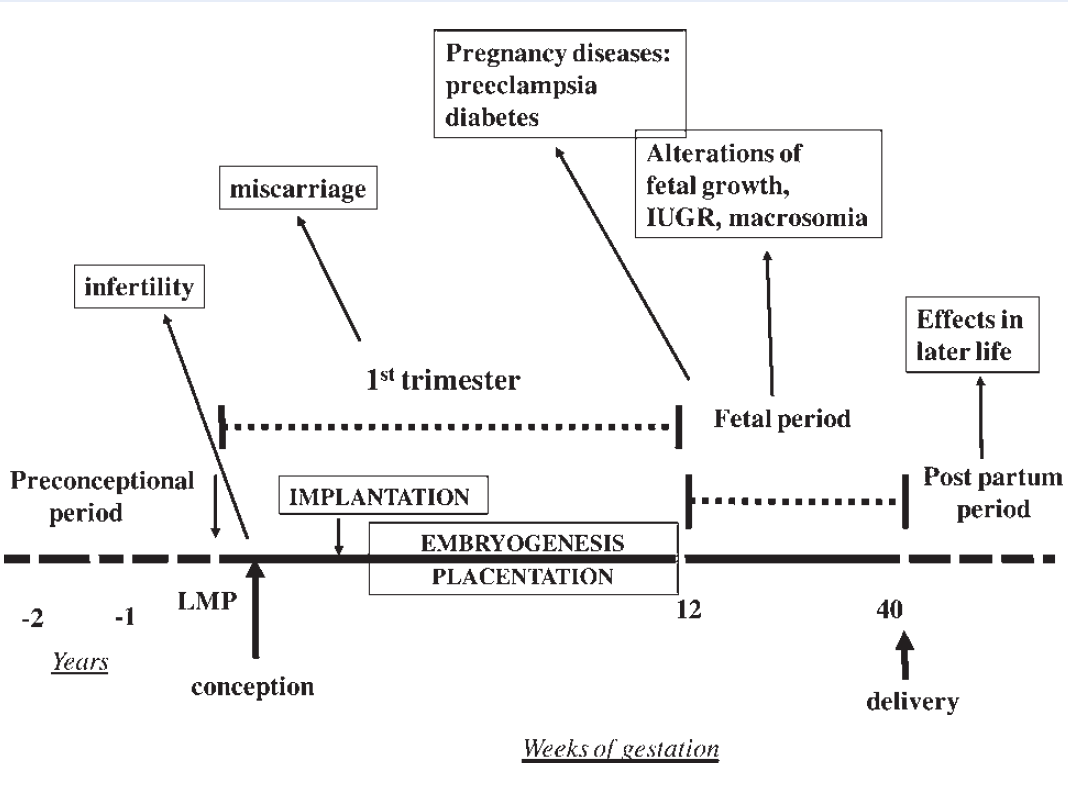 Pregnancy diseases:
preeclampsia
diabetes
Alterations of
fetal growth,
IUGR, macrosomia
miscarriage
infertility
Effects in
later life
1st trimester
Fetal period
Preconceptional
period
IMPLANTATION
Post partum
period
EMBRYOGENESIS
PLACENTATION
-2
-1
LMP
12
40
Years
conception
delivery
Weeks of gestation